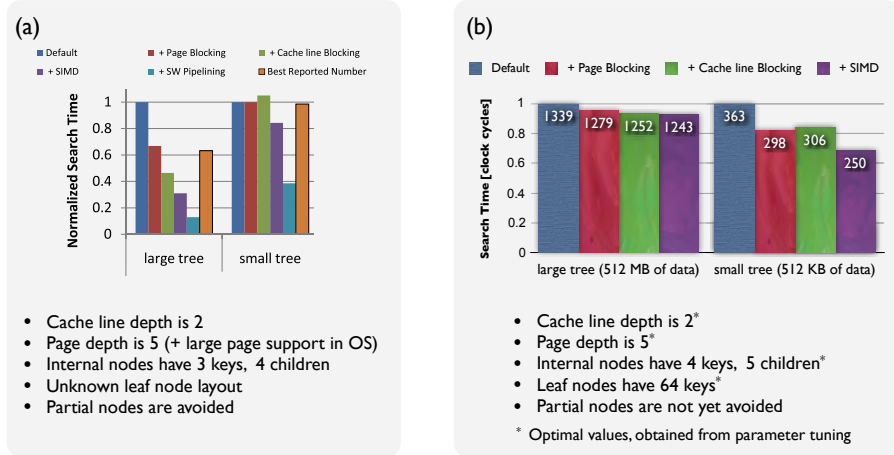 (a)
Default + Page Blocking + Cache line Blocking
+ SIMD + SW Pipelining Best Reported Number
Normalized Search Time
1
0.8
0.6
0.4
0.2
0
large tree small tree
• Cache line depth is 2
• Page depth is 5 (+ large page support in OS)
• Internal nodes have 3 keys, 4 children
• Unknown leaf node layout
• Partial nodes are avoided
(b)
Default + Page Blocking + Cache line Blocking + SIMD
Search Time [clock cycles]
1
0.8
0.6
0.4
0.2
0
1339 1279 1252 1243 363 298 306 250
large tree (512 MB of data) small tree (512 KB of data)
• Cache line depth is 2*
• Page depth is 5*
• Internal nodes have 4 keys, 5 children*
• Leaf nodes have 64 keys*
• Partial nodes are not yet avoided
* Optimal values, obtained from parameter tuning